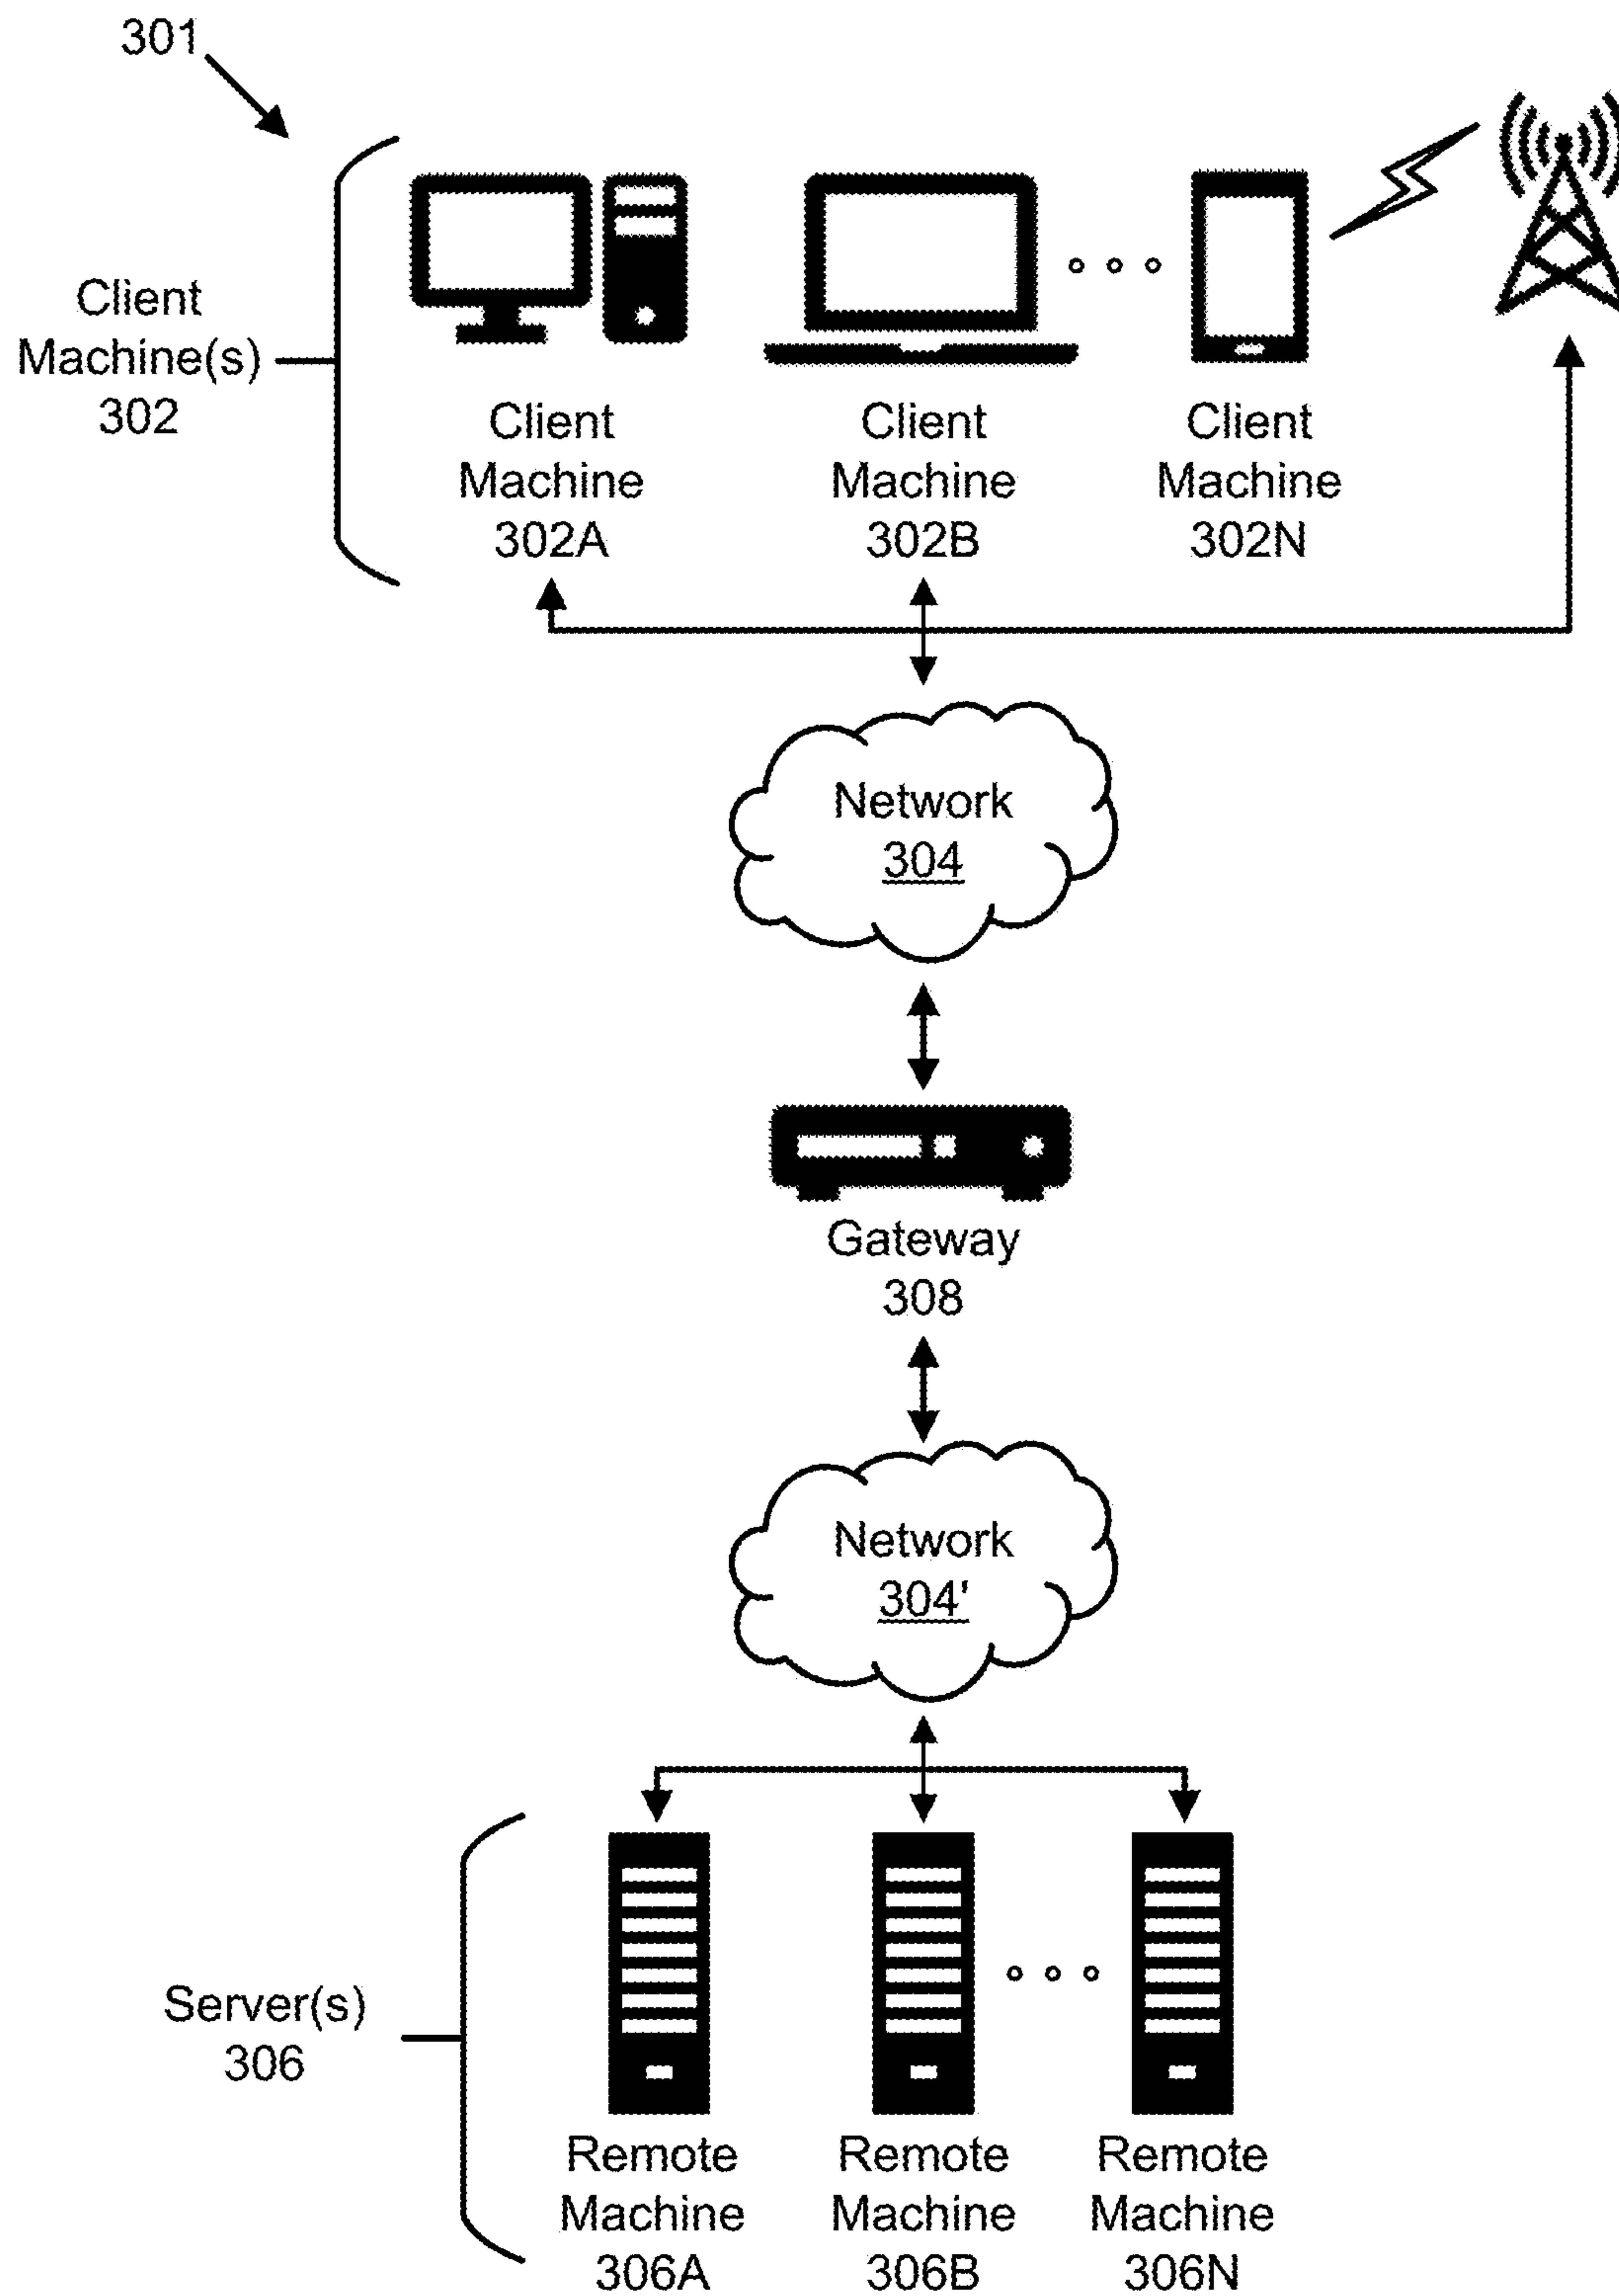 301
Client
Machine(s)
302
Client
Machine
302A
Client
Machine
302B
Client
Machine
302N
Network
304
Gateway
308
Network
304'
Server(s)
306
Remote
Machine
306A
Remote
Machine
306B
Remote
Machine
306N